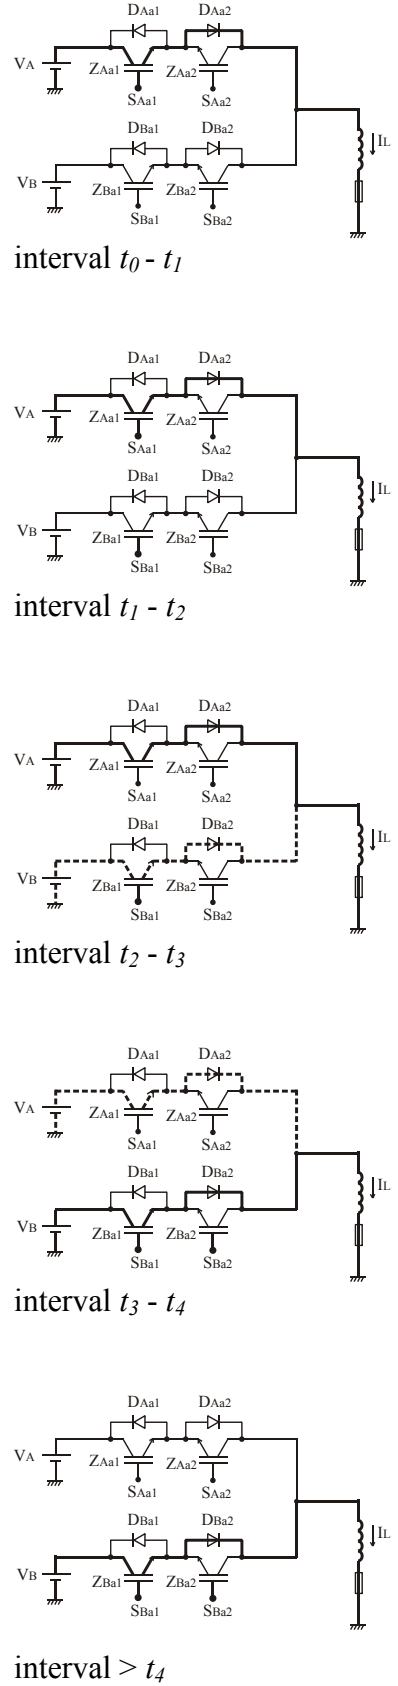 DAa1 DAa2
VA
ZAa1 ZAa2
SAa1 SAa2
DBa1 DBa2
IL
VB
ZBa1 ZBa2
SBa1 SBa2
interval t0 - t1
DAa1 DAa2
VA
ZAa1 ZAa2
SAa1 SAa2
DBa1 DBa2
IL
VB
ZBa1 ZBa2
SBa1 SBa2
interval t1 - t2
DAa1 DAa2
VA
ZAa1 ZAa2
SAa1 SAa2
DBa1 DBa2
IL
VB
ZBa1 ZBa2
SBa1 SBa2
interval t2 - t3
DAa1 DAa2
VA
ZAa1 ZAa2
SAa1 SAa2
DBa1 DBa2
IL
VB
ZBa1 ZBa2
SBa1 SBa2
interval t3 - t4
DAa1 DAa2
VA
ZAa1 ZAa2
SAa1 SAa2
DBa1 DBa2
IL
VB
ZBa1 ZBa2
SBa1 SBa2
interval > t4